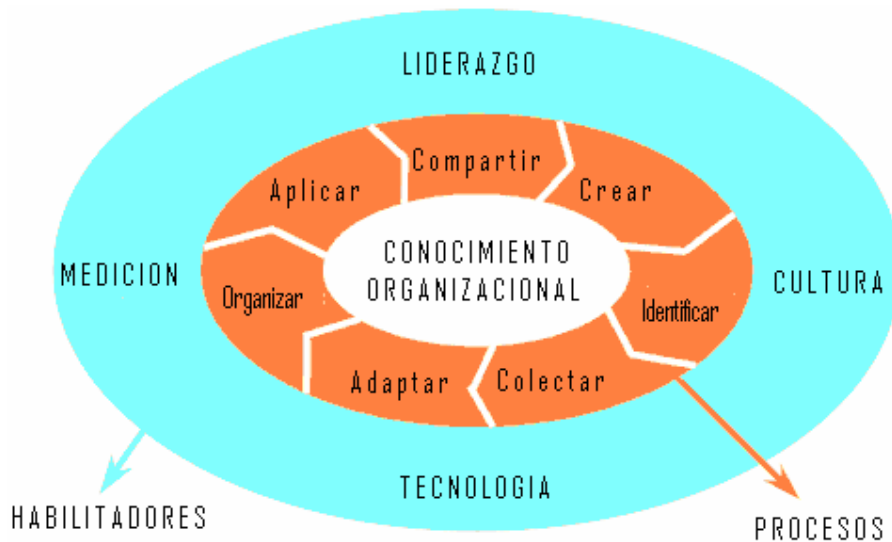 LIDERAZGO
Compartir
Aplicar
Crear
CONOCIMIENTO
ORGANIZACIONAL
MEDICION
CULTURA
Organizar
Identificar
Adaptar
Colectar
TECNOLOGIA
HABILITADORES
PROCESOS